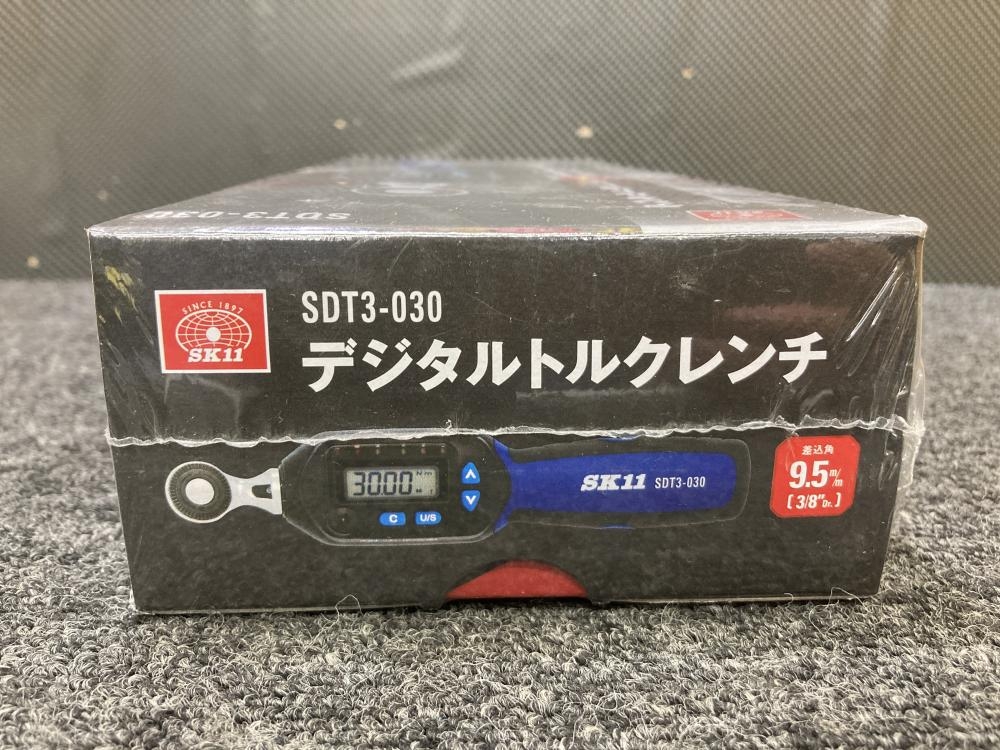 SDT3-030
SINCE 1897
SK11
SDT3-030
デジタルトルクレンチ
30.00 Nm
C
U/S
SK11 SDT3-030
差込角
9.5m/m
[3/8"Dr.]